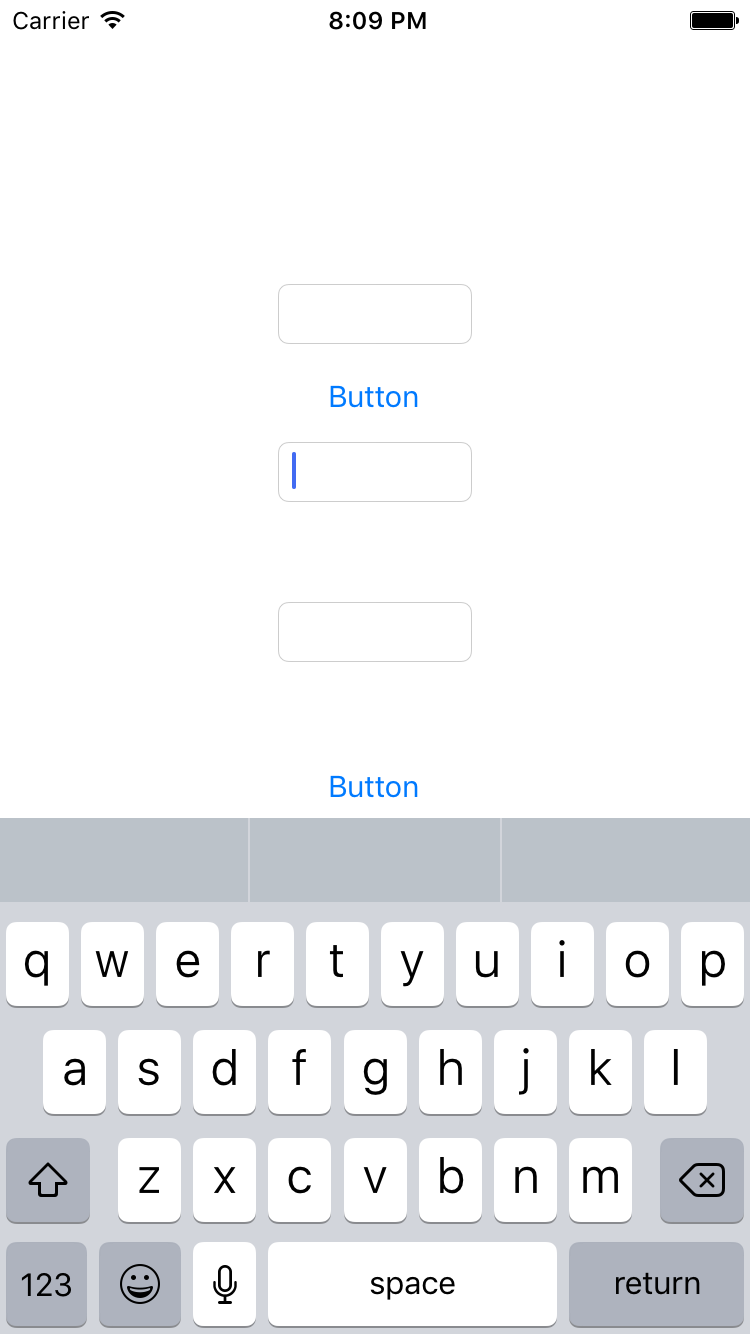 Carrier 8:09 PM
Button
Button
q w e r t y u i o p
a s d f g h j k l
z x c v b n m
123 space return